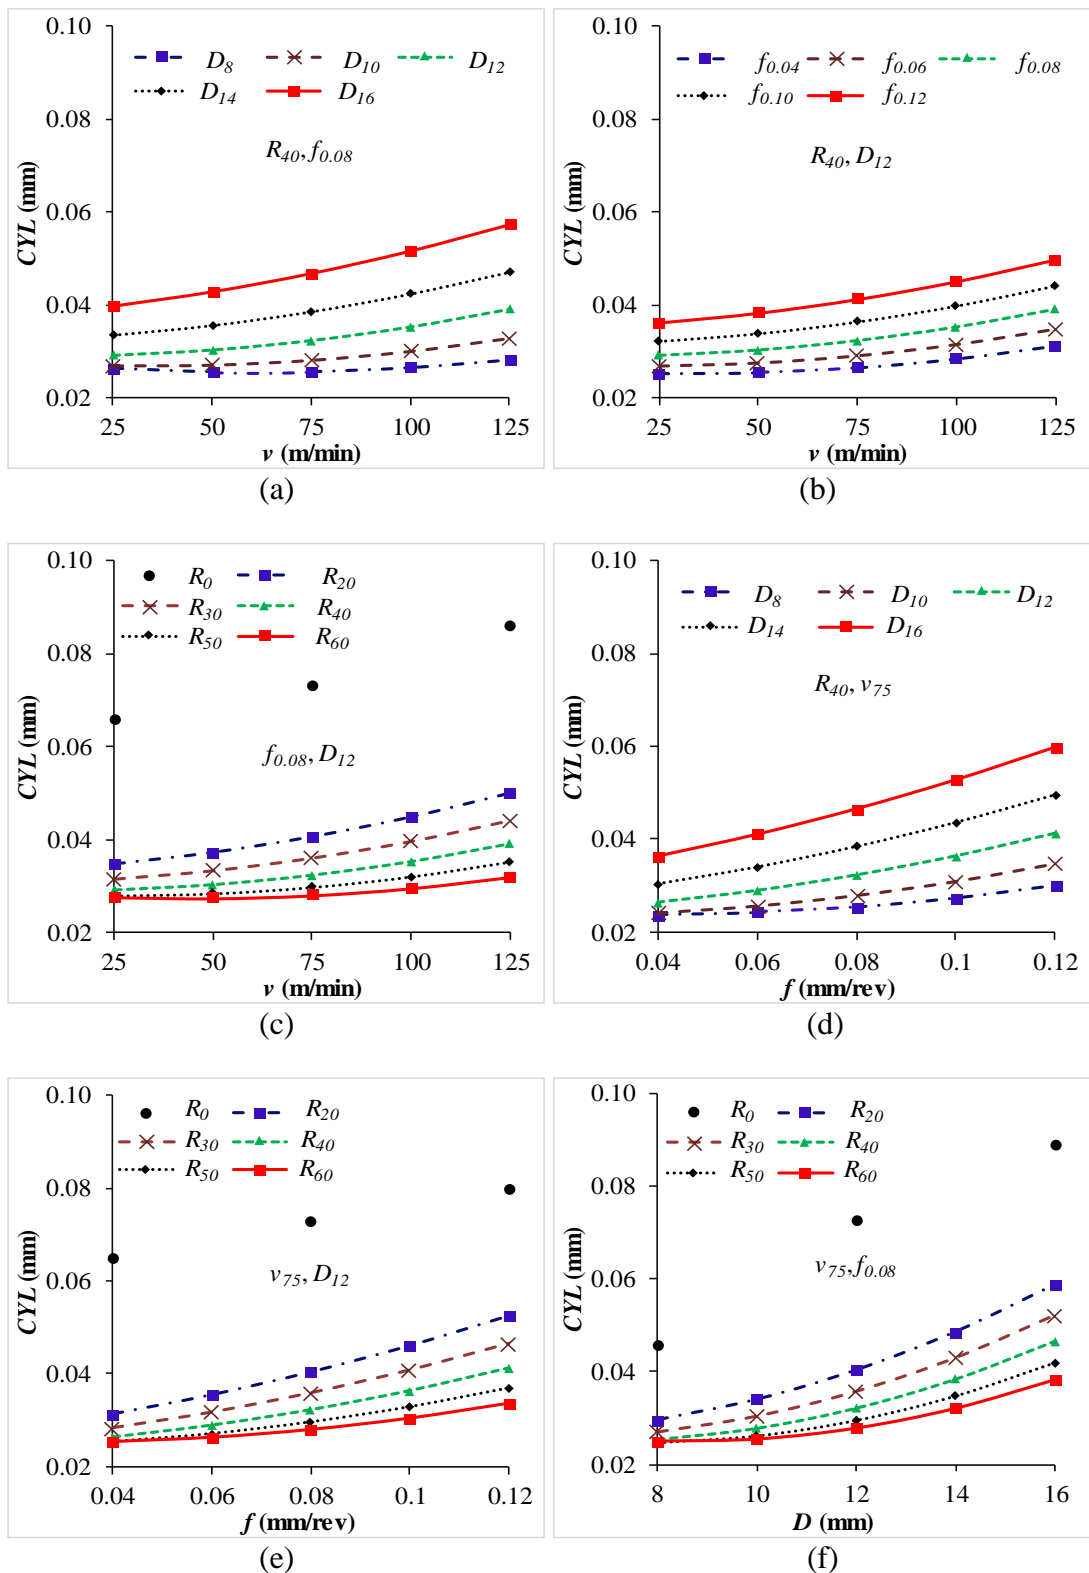 0.10
0.08
0.06
0.04
0.02
CYL (mm)
D8 D10 D12
D14 D16
R40, f0.08
25 50 75 100 125
v (m/min)
(a)
0.10
0.08
0.06
0.04
0.02
CYL (mm)
f0.04 f0.06 f0.08
f0.10 f0.12
R40, D12
25 50 75 100 125
v (m/min)
(b)
0.10
0.08
0.06
0.04
0.02
CYL (mm)
R0 R20
R30 R40
R50 R60
f0.08, D12
25 50 75 100 125
v (m/min)
(c)
0.10
0.08
0.06
0.04
0.02
CYL (mm)
D8 D10 D12
D14 D16
R40, v75
0.04 0.06 0.08 0.1 0.12
f (mm/rev)
(d)
0.10
0.08
0.06
0.04
0.02
CYL (mm)
R0 R20
R30 R40
R50 R60
v75, D12
0.04 0.06 0.08 0.1 0.12
f (mm/rev)
(e)
0.10
0.08
0.06
0.04
0.02
CYL (mm)
R0 R20
R30 R40
R50 R60
v75, f0.08
8 10 12 14 16
D (mm)
(f)